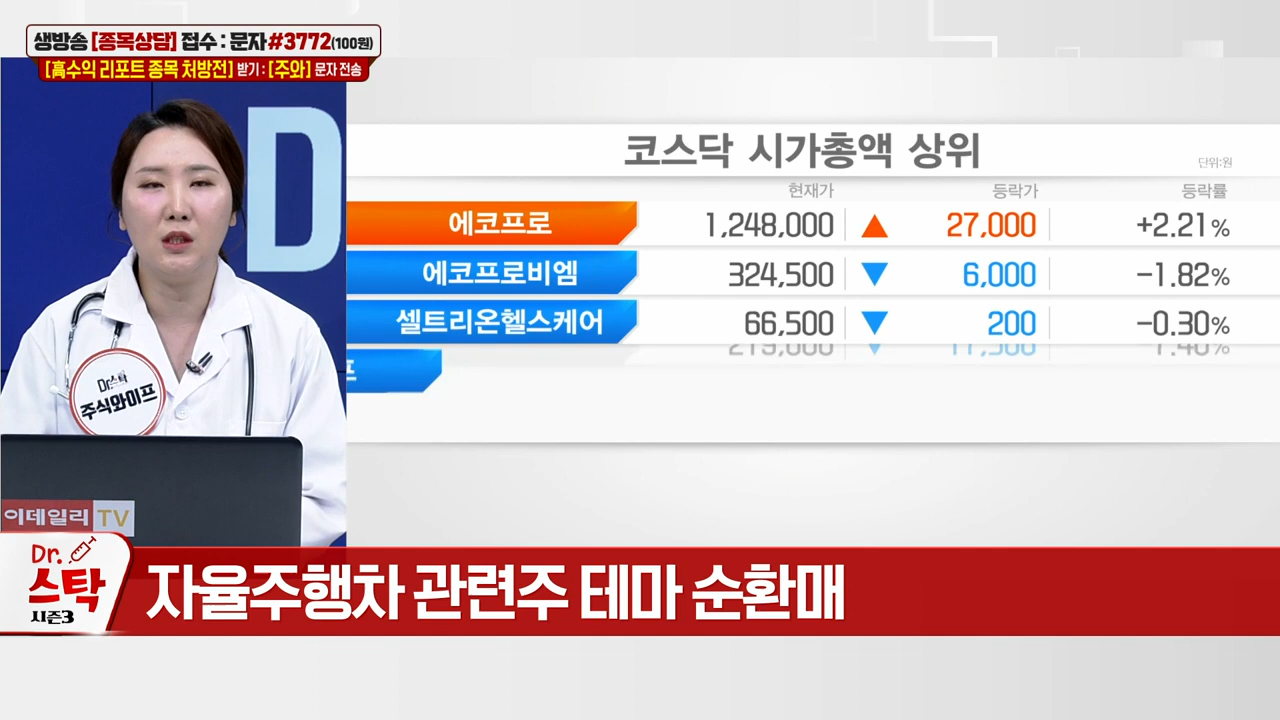 생방송 [종목상담] 접수 : 문자#3772(100원)
[高수익 리포트 종목 처방전] 받기 : [주와] 문자 전송
D
코스닥 시가총액 상위
단위:원
현재가 등락가 등락률
에코프로 1,248,000 ▲ 27,000 +2.21%
에코프로비엠 324,500 ▼ 6,000 -1.82%
셀트리온헬스케어 66,500 ▼ 200 -0.30%
프
Dr.스탁
주식와이프
이데일리 TV
Dr.
스탁
시즌3
자율주행차 관련주 테마 순환매